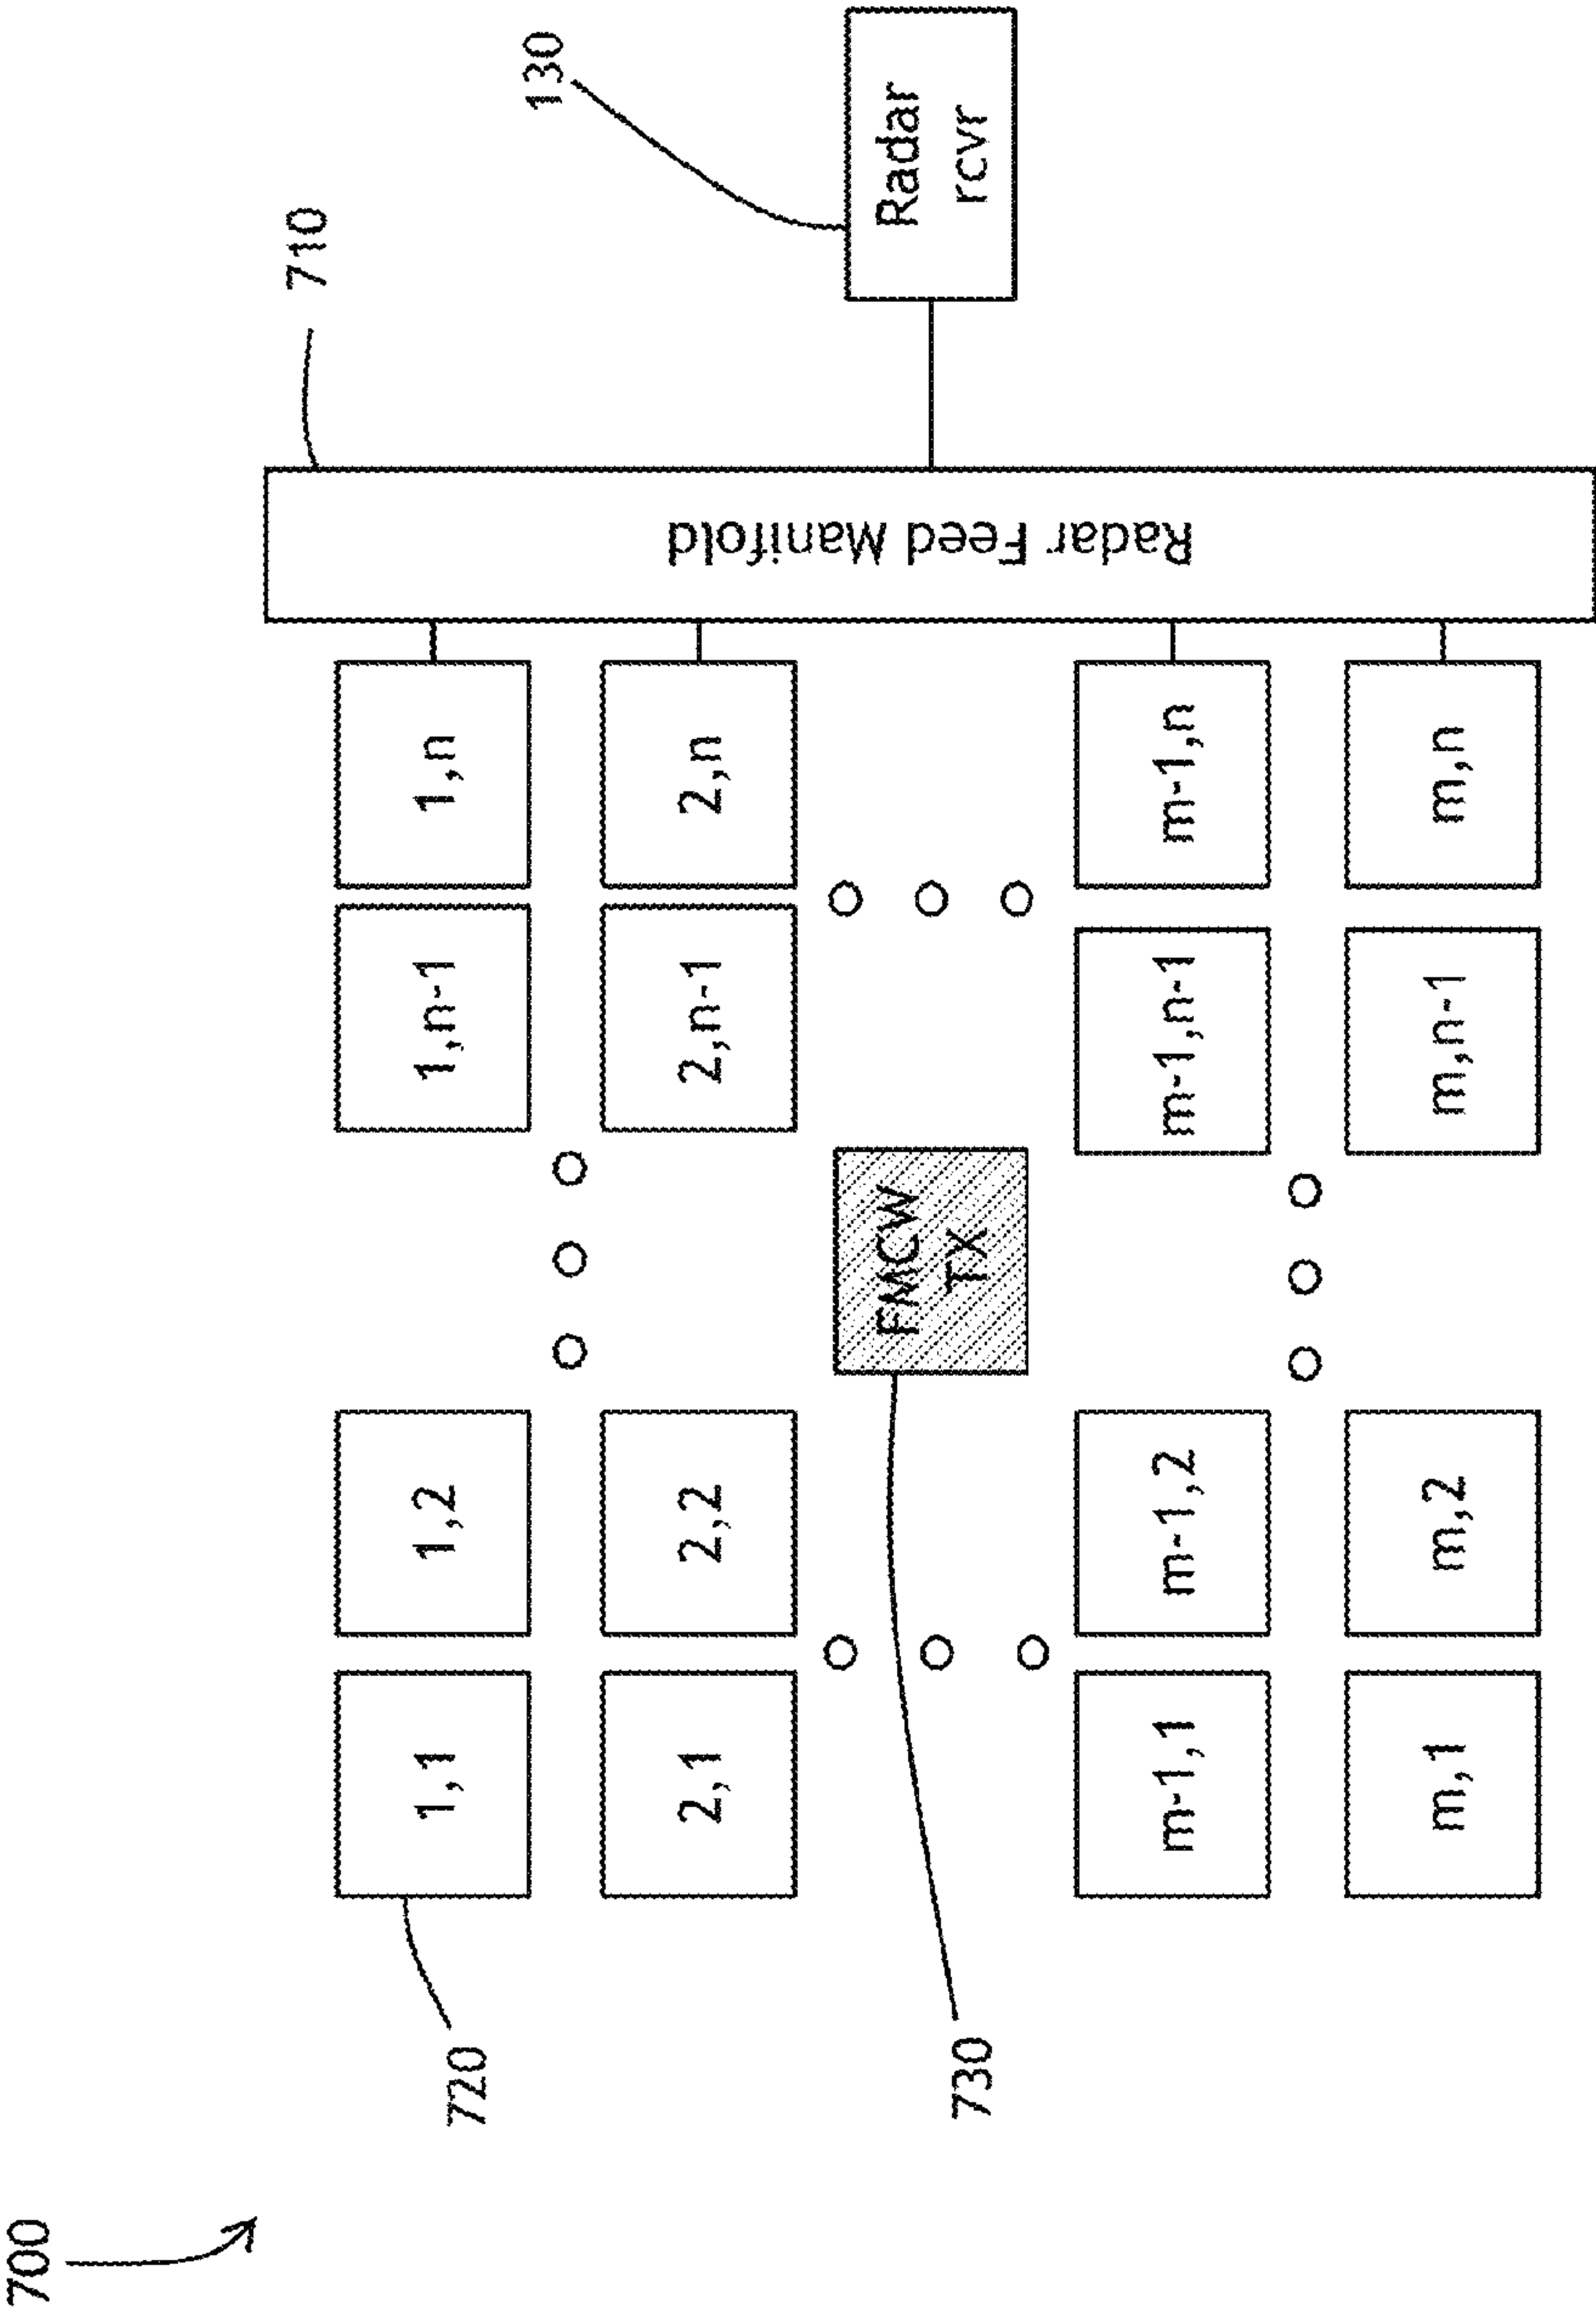 700
710
130
720
1,1
1,2
1,n-1
1,n
2,1
2,2
2,n-1
2,n
730
FMCW
TX
Radar Feed Manifold
Radar
rcvr
m-1,1
m-1,2
m-1,n-1
m-1,n
m,1
m,2
m,n-1
m,n